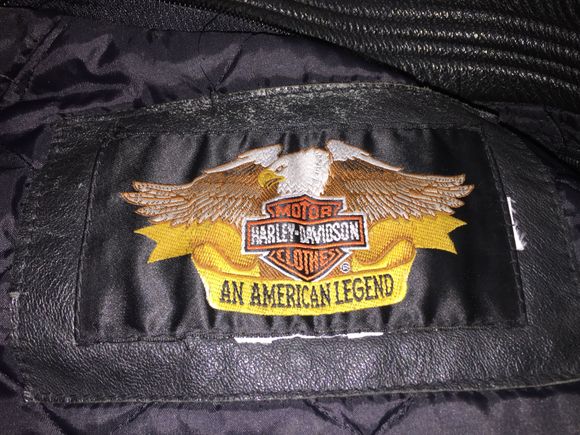 MOTOR
HARLEY-DAVIDSON
CLOTHES
®
AN AMERICAN LEGEND